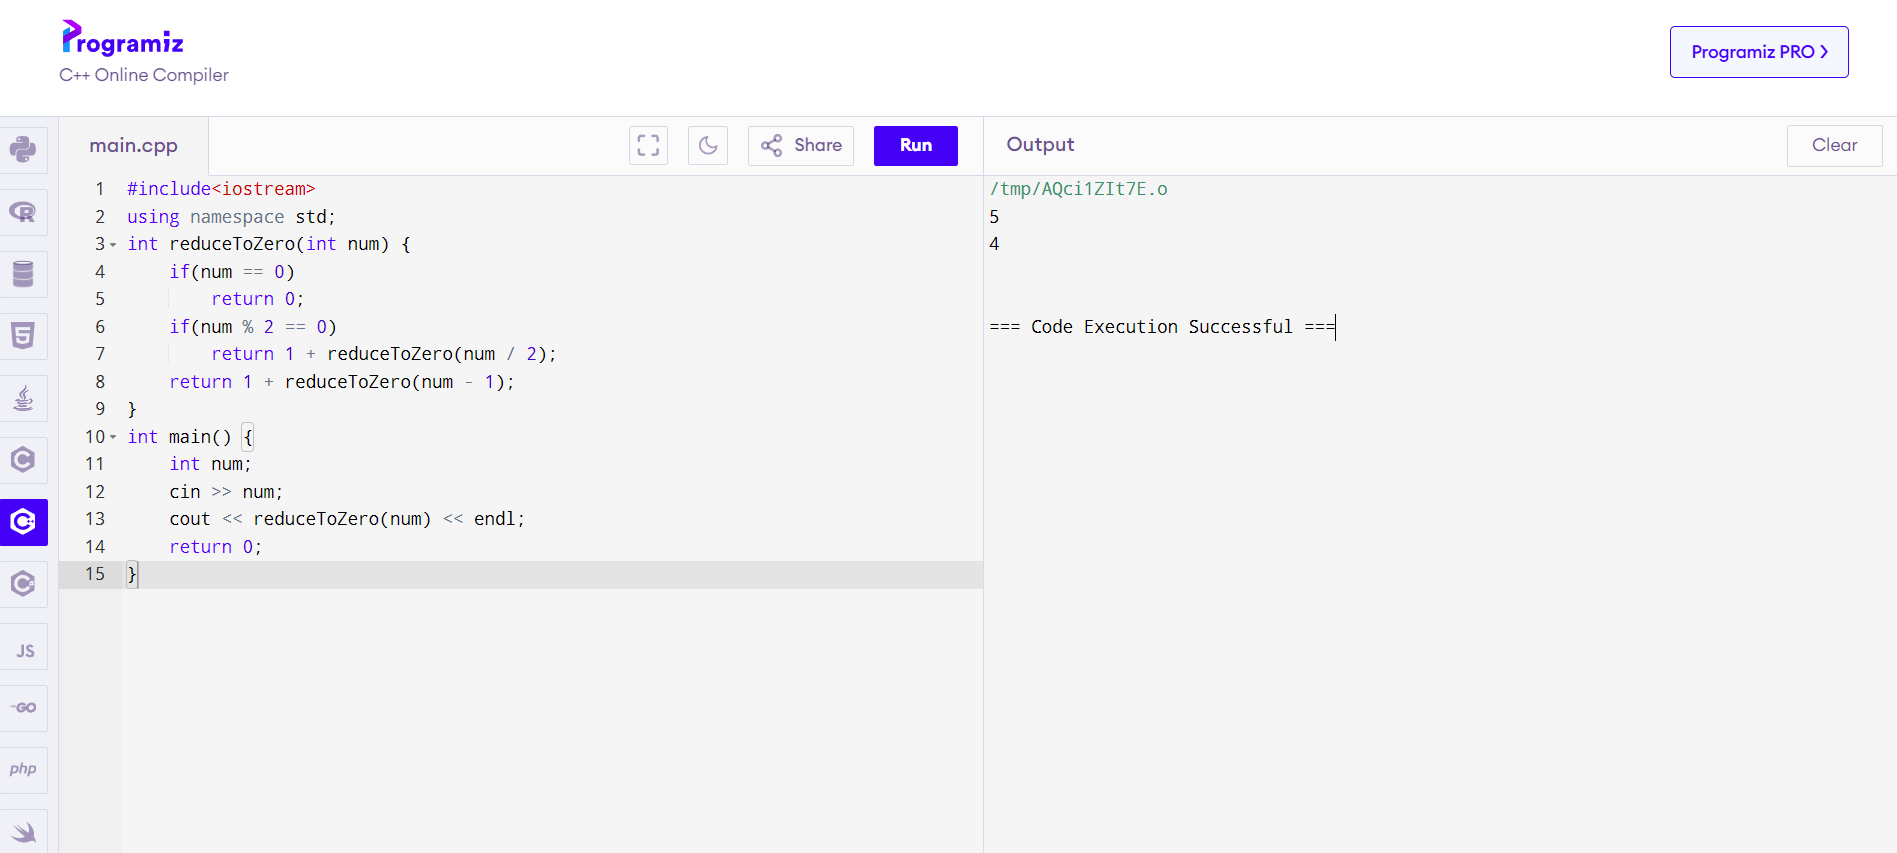 Programiz
C++ Online Compiler
Programiz PRO >
main.cpp
Share
Run
Output
Clear
1 #include<iostream>
2 using namespace std;
3 int reduceToZero(int num) {
4     if(num == 0)
5         return 0;
6     if(num % 2 == 0)
7         return 1 + reduceToZero(num / 2);
8     return 1 + reduceToZero(num - 1);
9 }
10 int main() {
11     int num;
12     cin >> num;
13     cout << reduceToZero(num) << endl;
14     return 0;
15 }
/tmp/AQci1ZIt7E.o
5
4
=== Code Execution Successful ===
R
5
C
C+
C#
JS
GO
php